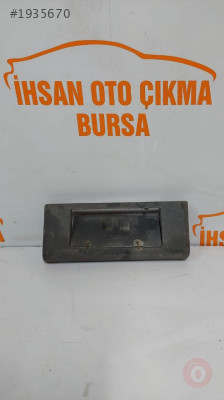 #1935670
İHSAN OTO ÇIKMA
BURSA